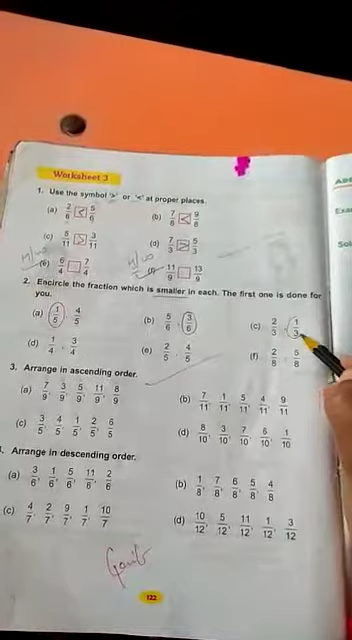 Worksheet 3
1. Use the symbol '>' or '<' at proper places.
(a) 2/6 < 5/6 (b) 7/8 < 9/8
(c) 5/11 > 3/11 (d) 7/3 > 5/3
(e) 6/4 □ 7/4 (f) 11/9 □ 13/9
2. Encircle the fraction which is smaller in each. The first one is done for
you.
(a) 1/5, 4/5 (b) 5/6, 3/6 (c) 2/3, 1/3
(d) 1/4, 3/4 (e) 2/5, 4/5 (f) 2/8, 5/8
3. Arrange in ascending order.
(a) 7/9, 3/9, 5/9, 11/9, 8/9 (b) 7/11, 1/11, 5/11, 4/11, 9/11
(c) 3/5, 4/5, 1/5, 2/5, 6/5 (d) 8/10, 3/10, 7/10, 6/10, 1/10
. Arrange in descending order.
(a) 3/6, 1/6, 5/6, 11/6, 2/6 (b) 1/8, 7/8, 6/8, 5/8, 4/8
(c) 4/7, 2/7, 9/7, 1/7, 10/7 (d) 10/12, 5/12, 11/12, 1/12, 3/12
122